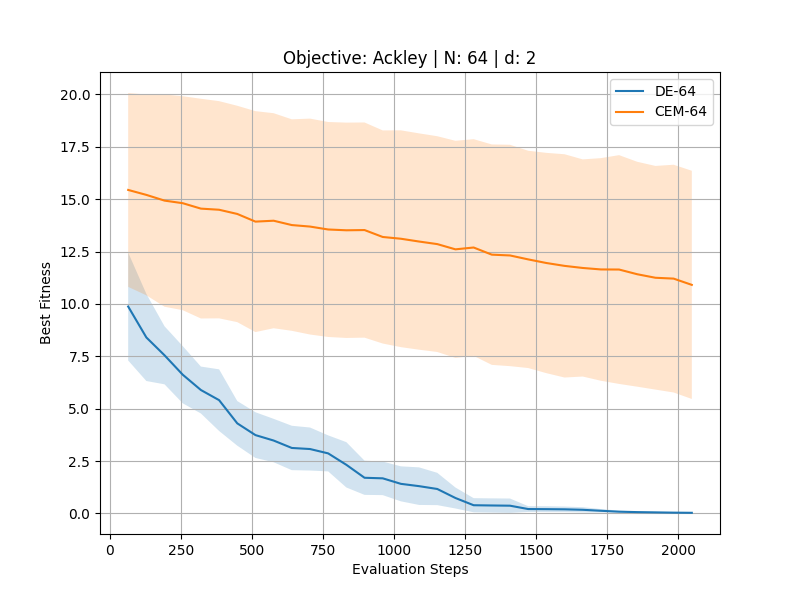 Objective: Ackley | N: 64 | d: 2
DE-64
CEM-64
Best Fitness
20.0
17.5
15.0
12.5
10.0
7.5
5.0
2.5
0.0
0 250 500 750 1000 1250 1500 1750 2000
Evaluation Steps